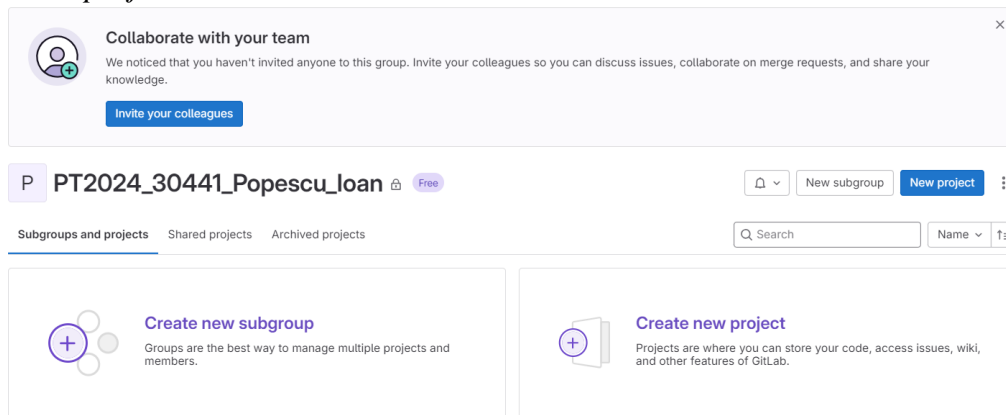 Collaborate with your team
We noticed that you haven't invited anyone to this group. Invite your colleagues so you can discuss issues, collaborate on merge requests, and share your
knowledge.
Invite your colleagues
P PT2024_30441_Popescu_Ioan Free
New subgroup New project
Subgroups and projects Shared projects Archived projects
Search Name
Create new subgroup
Groups are the best way to manage multiple projects and
members.
Create new project
Projects are where you can store your code, access issues, wiki,
and other features of GitLab.